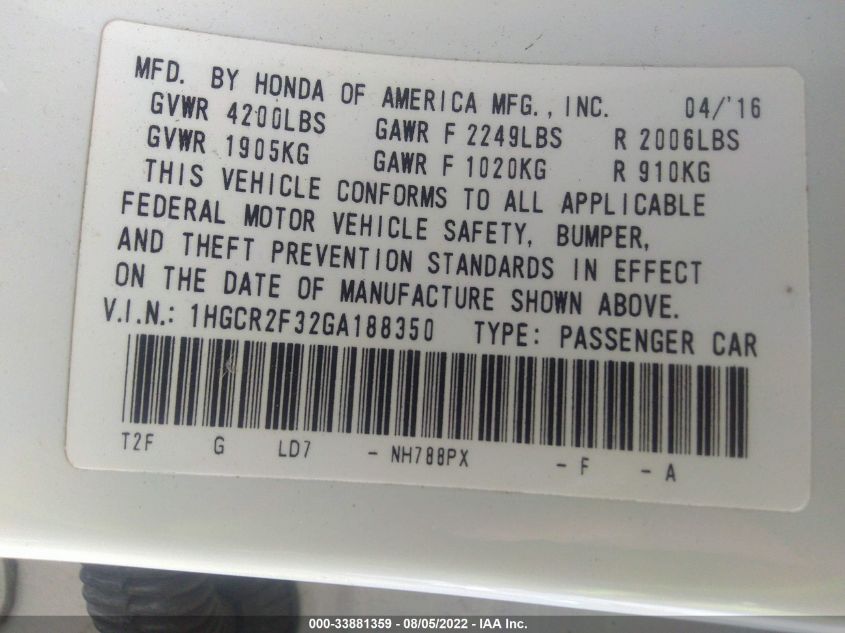 MFD. BY HONDA OF AMERICA MFG., INC. 04/'16
GVWR 4200LBS GAWR F 2249LBS R 2006LBS
GVWR 1905KG GAWR F 1020KG R 910KG
THIS VEHICLE CONFORMS TO ALL APPLICABLE
FEDERAL MOTOR VEHICLE SAFETY, BUMPER,
AND THEFT PREVENTION STANDARDS IN EFFECT
ON THE DATE OF MANUFACTURE SHOWN ABOVE.
V.I.N.: 1HGCR2F32GA188350 TYPE: PASSENGER CAR
T2F G LD7 - NH788PX - F - A
000-33881359 - 08/05/2022 - IAA Inc.